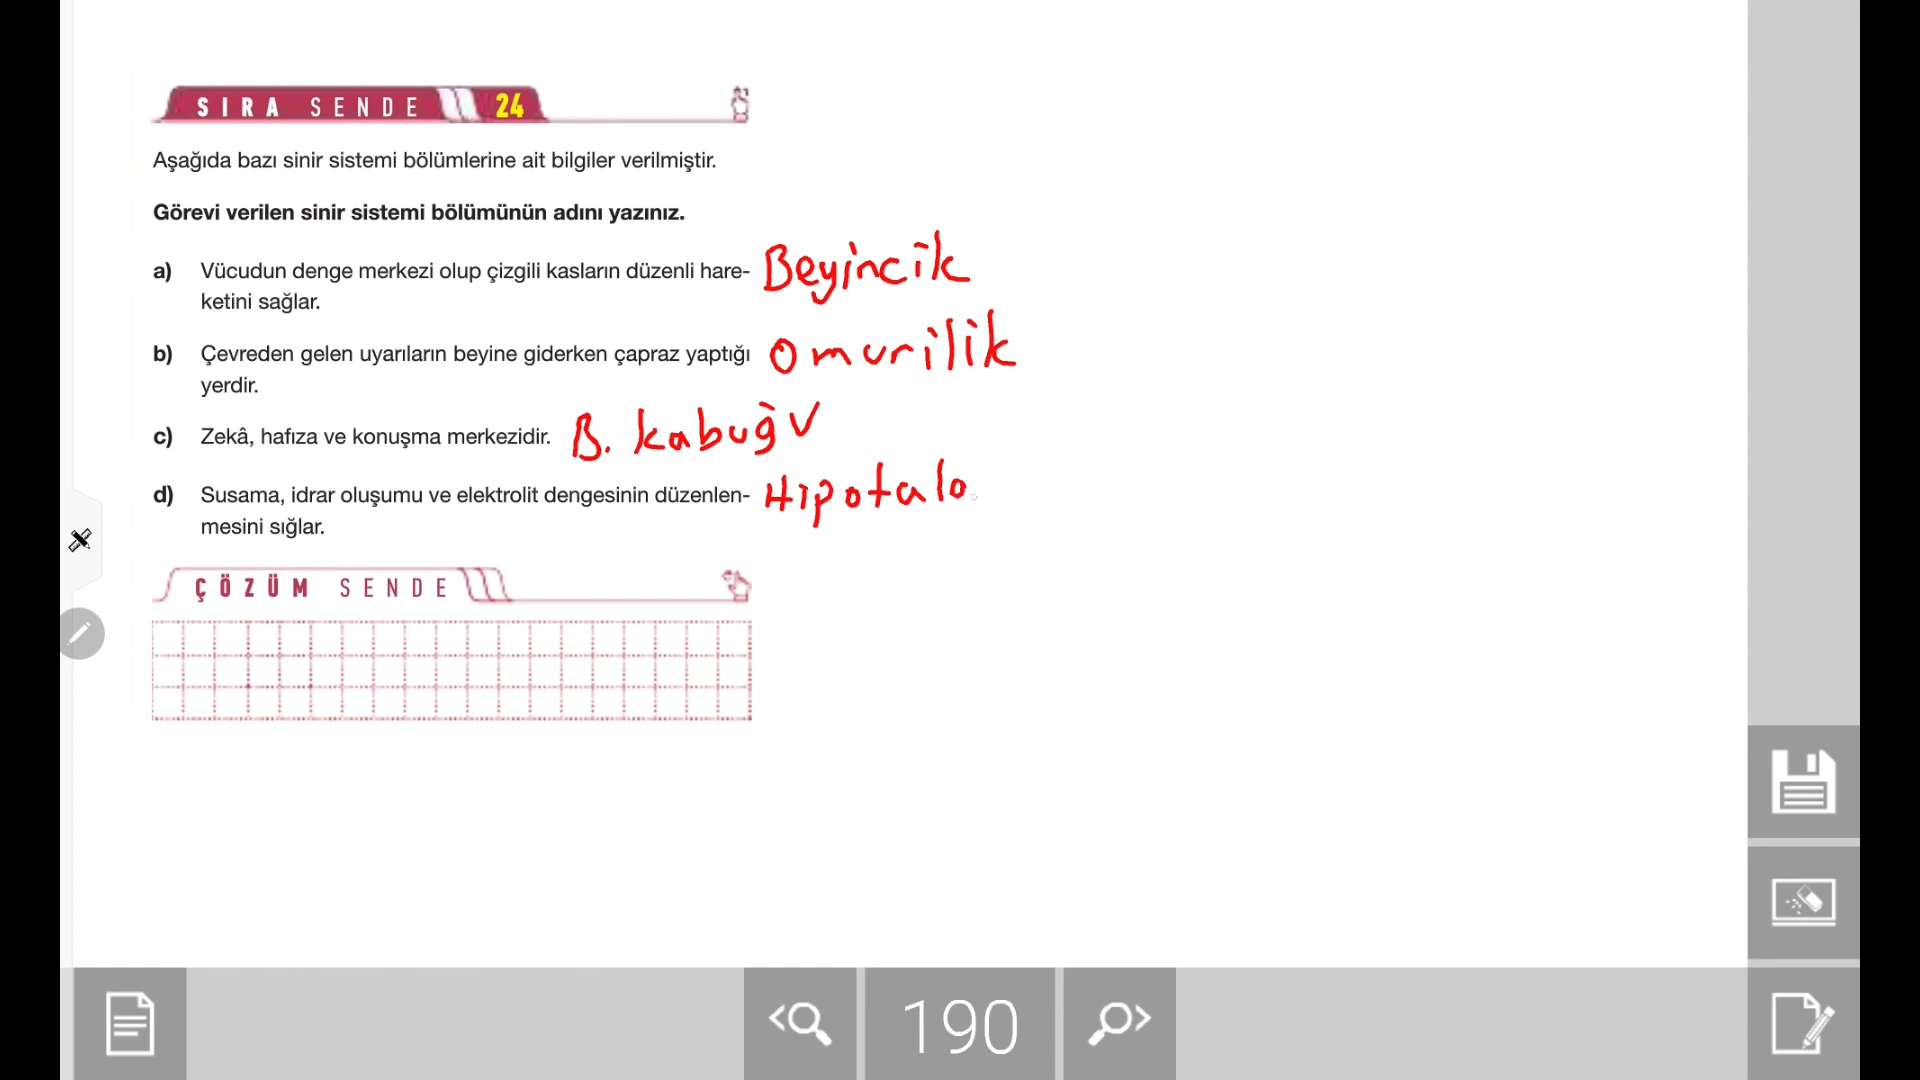 SIRA SENDE 24
Aşağıda bazı sinir sistemi bölümlerine ait bilgiler verilmiştir.
Görevi verilen sinir sistemi bölümünün adını yazınız.
a) Vücudun denge merkezi olup çizgili kasların düzenli hare- Beyincik
ketini sağlar.
b) Çevreden gelen uyarıların beyine giderken çapraz yaptığı Omurilik
yerdir.
c) Zekâ, hafıza ve konuşma merkezidir. B. kabuğu
d) Susama, idrar oluşumu ve elektrolit dengesinin düzenlen- Hipotalo
mesini sığlar.
ÇÖZÜM SENDE
190